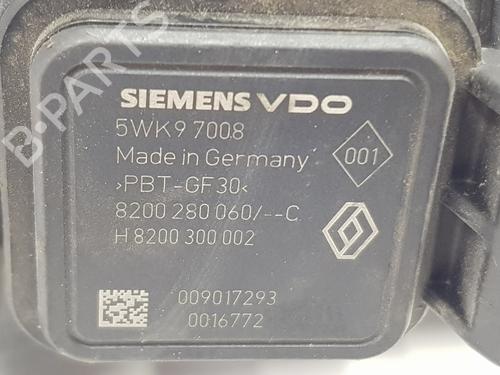 SIEMENS VDO
5WK9 7008
Made in Germany
001
>PBT-GF30<
8200 280 060/--C
H 8200 300 002
009017293
0016772
B-PARTS